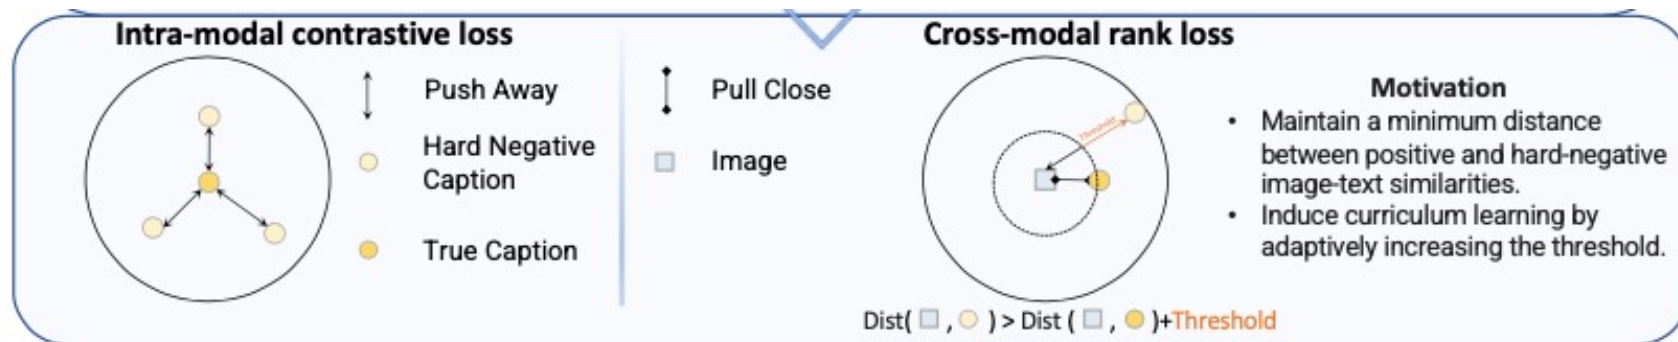 Intra-modal contrastive loss
Push Away
Hard Negative
Caption
True Caption
Pull Close
Image
Cross-modal rank loss
Threshold
Dist( , ) > Dist ( , )+Threshold
Motivation
• Maintain a minimum distance
between positive and hard-negative
image-text similarities.
• Induce curriculum learning by
adaptively increasing the threshold.